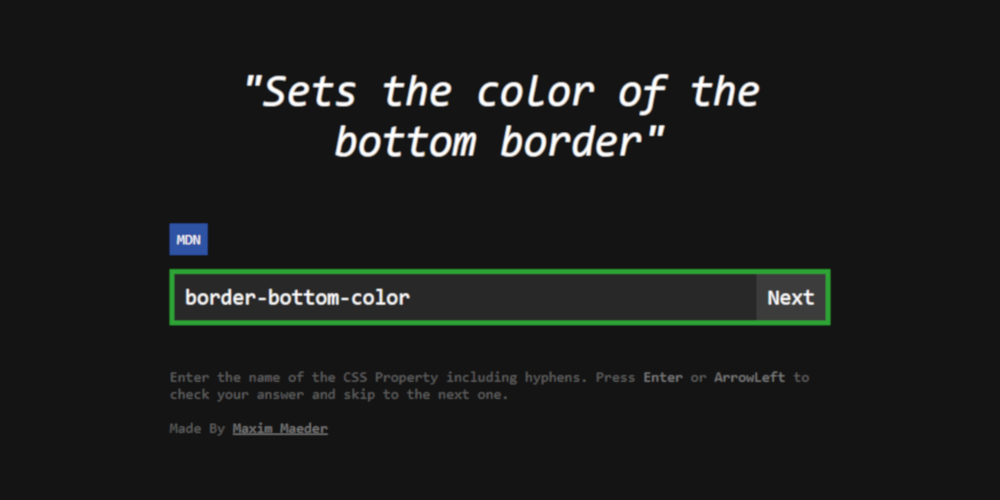 "Sets the color of the
bottom border"
MDN
border-bottom-color
Next
Enter the name of the CSS Property including hyphens. Press Enter or ArrowLeft to
check your answer and skip to the next one.
Made By Maxim Maeder